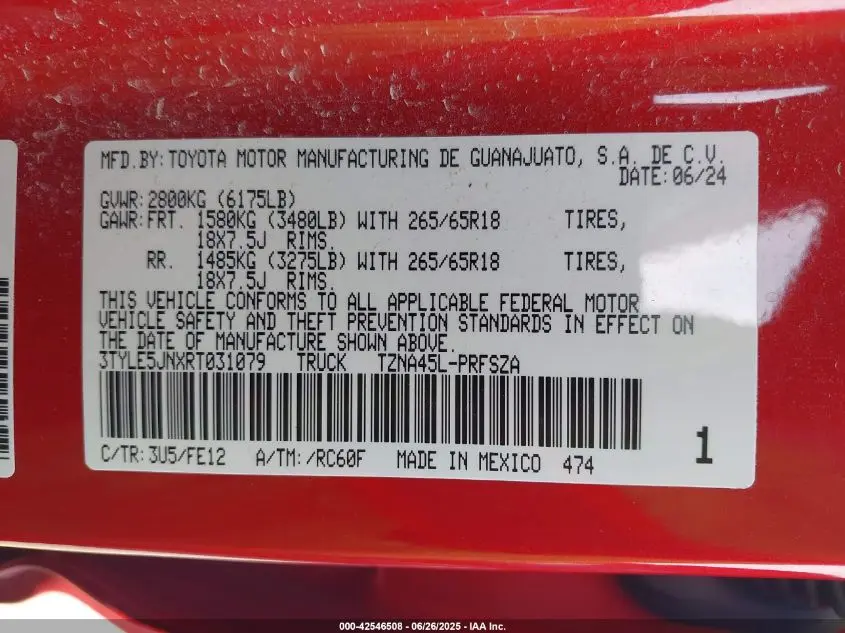 MFD.BY: TOYOTA MOTOR MANUFACTURING DE GUANAJUATO, S.A. DE C.V.
DATE: 06/24
GVWR: 2800KG (6175LB)
GAWR: FRT. 1580KG (3480LB) WITH 265/65R18 TIRES,
18X7.5J RIMS.
RR. 1485KG (3275LB) WITH 265/65R18 TIRES,
18X7.5J RIMS.
THIS VEHICLE CONFORMS TO ALL APPLICABLE FEDERAL MOTOR
VEHICLE SAFETY AND THEFT PREVENTION STANDARDS IN EFFECT ON
THE DATE OF MANUFACTURE SHOWN ABOVE.
3TYLE5JNXRT031079 TRUCK TZNA45L-PRFSZA
C/TR: 3U5/FE12 A/TM: /RC60F MADE IN MEXICO 474 1
000-42546508 | 06/26/2025 - IAA Inc.